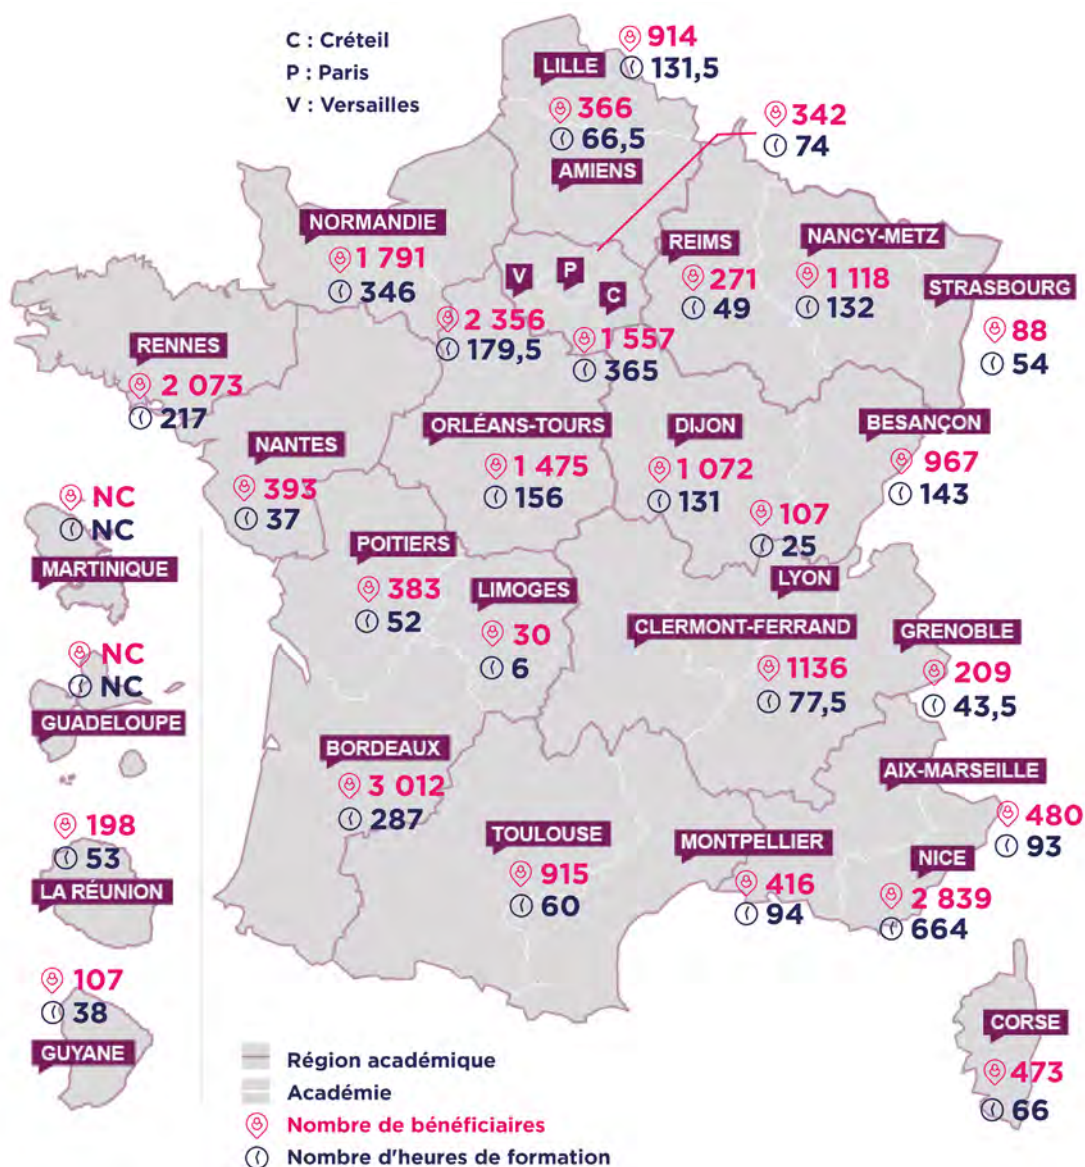 C : Créteil
P : Paris
V : Versailles
914
131,5
LILLE
366
66,5
AMIENS
342
74
NORMANDIE
1 791
346
REIMS
271
49
NANCY-METZ
1 118
132
STRASBOURG
88
54
V
P
C
2 356
179,5
1 557
365
RENNES
2 073
217
NANTES
393
37
ORLÉANS-TOURS
1 475
156
DIJON
1 072
131
BESANÇON
967
143
107
25
LYON
NC
NC
MARTINIQUE
POITIERS
383
52
LIMOGES
30
6
CLERMONT-FERRAND
1136
77,5
GRENOBLE
209
43,5
NC
NC
GUADELOUPE
BORDEAUX
3 012
287
AIX-MARSEILLE
480
93
198
53
LA RÉUNION
TOULOUSE
915
60
MONTPELLIER
416
94
NICE
2 839
664
107
38
GUYANE
CORSE
473
66
Région académique
Académie
Nombre de bénéficiaires
Nombre d'heures de formation